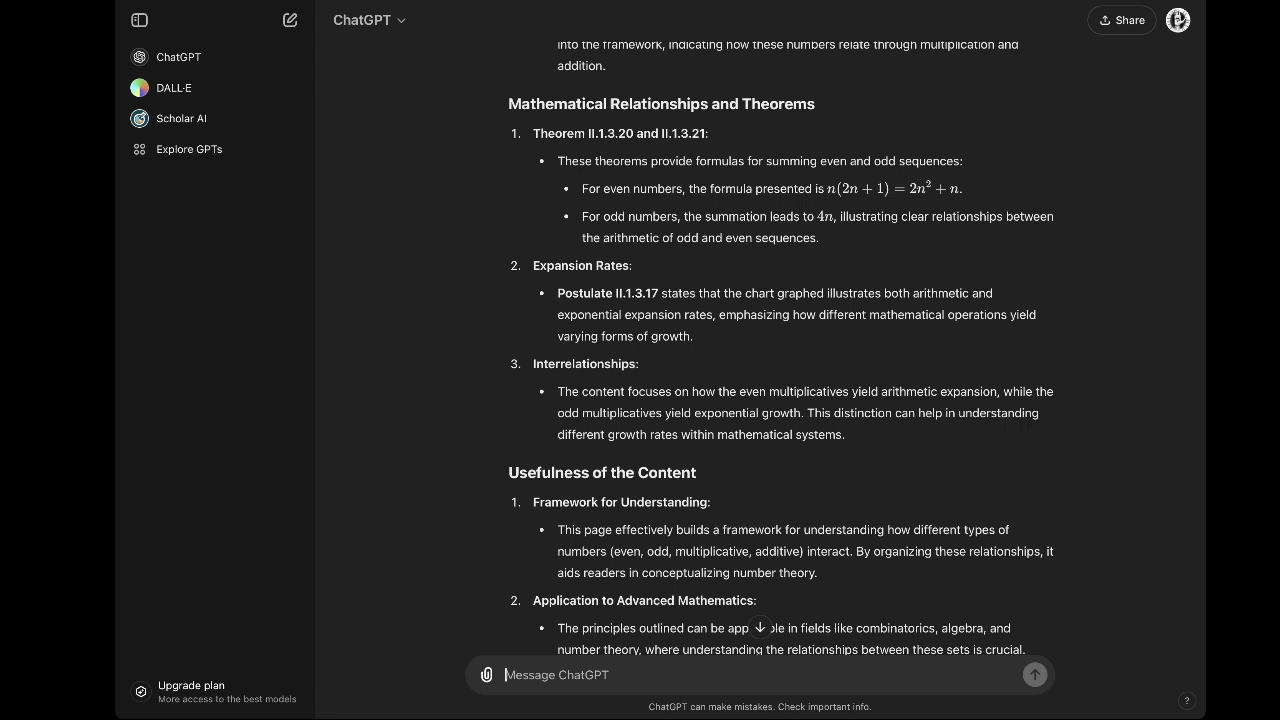 ChatGPT
Share
ChatGPT
DALL·E
Scholar AI
Explore GPTs
into the framework, indicating how these numbers relate through multiplication and
addition.
Mathematical Relationships and Theorems
1. Theorem II.1.3.20 and II.1.3.21:
• These theorems provide formulas for summing even and odd sequences:
• For even numbers, the formula presented is n(2n + 1) = 2n² + n.
• For odd numbers, the summation leads to 4n, illustrating clear relationships between
the arithmetic of odd and even sequences.
2. Expansion Rates:
• Postulate II.1.3.17 states that the chart graphed illustrates both arithmetic and
exponential expansion rates, emphasizing how different mathematical operations yield
varying forms of growth.
3. Interrelationships:
• The content focuses on how the even multiplicatives yield arithmetic expansion, while the
odd multiplicatives yield exponential growth. This distinction can help in understanding
different growth rates within mathematical systems.
Usefulness of the Content
1. Framework for Understanding:
• This page effectively builds a framework for understanding how different types of
numbers (even, odd, multiplicative, additive) interact. By organizing these relationships, it
aids readers in conceptualizing number theory.
2. Application to Advanced Mathematics:
• The principles outlined can be in fields like combinatorics, algebra, and
number theory, where understanding the relationships between these sets is crucial.
Message ChatGPT
Upgrade plan
More access to the best models
ChatGPT can make mistakes. Check important info.
?